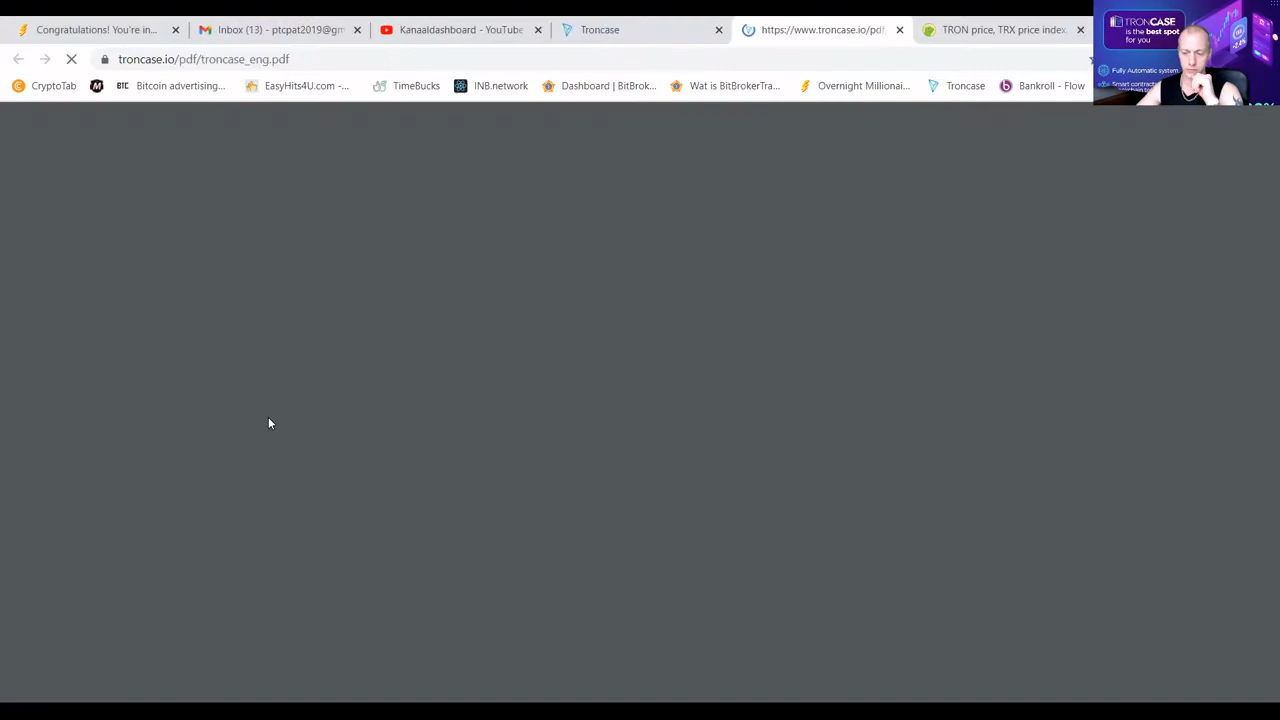 Congratulations! You're in...
Inbox (13) - ptcpat2019@gm
Kanaaldashboard - YouTube
Troncase
https://www.troncase.io/pdf/
TRON price, TRX price index,
troncase.io/pdf/troncase_eng.pdf
CryptoTab
BTC Bitcoin advertising...
EasyHits4U.com -...
TimeBucks
INB.network
Dashboard | BitBrok...
Wat is BitBrokerTra...
Overnight Millionai...
Troncase
Bankroll - Flow
TRONCASE
is the best spot
for you
Fully Automatic system
Smart contract